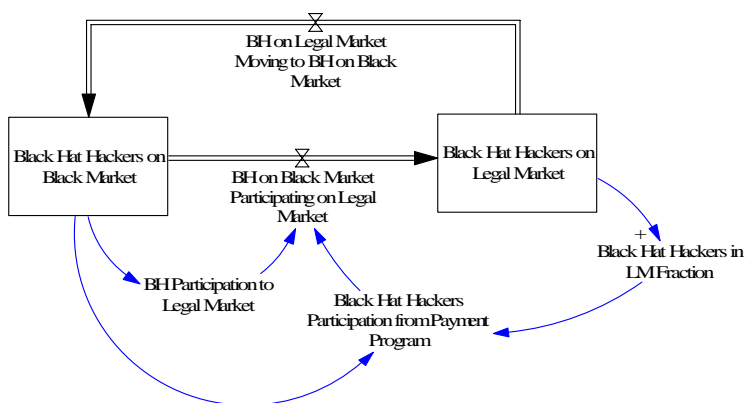 BH on Legal Market
Moving to BH on Black
Market
Black Hat Hackers on
Black Market
Black Hat Hackers on
Legal Market
BH on Black Market
Participating on Legal
Market
+
Black Hat Hackers in
LM Fraction
BH Participation to
Legal Market
Black Hat Hackers
Participation from Payment
Program